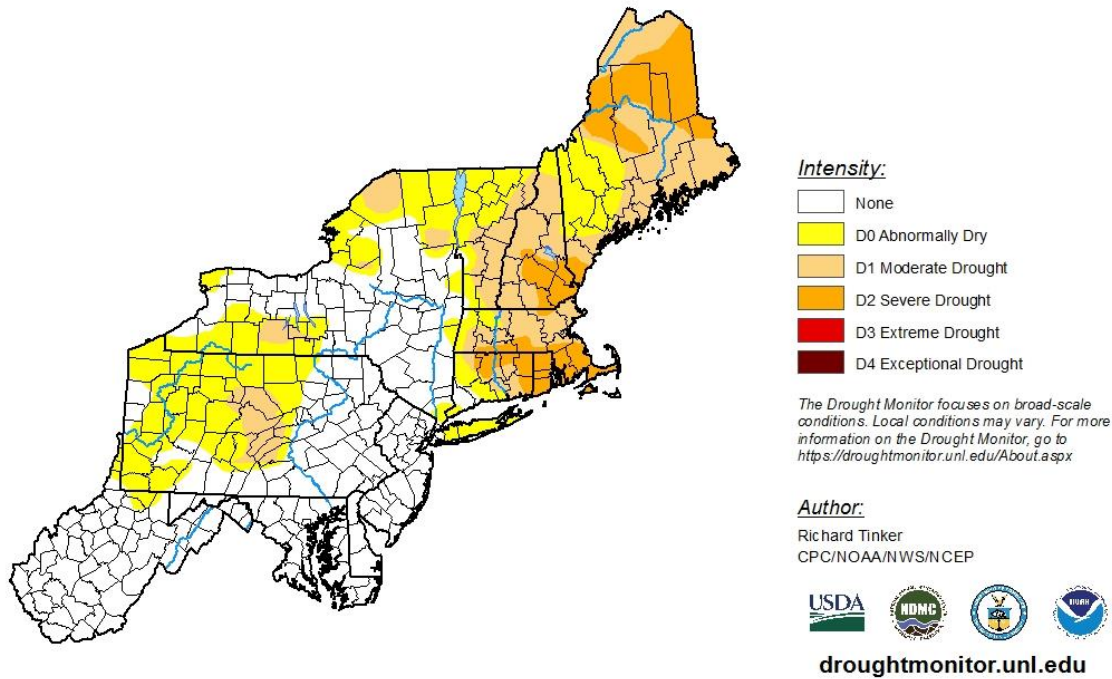 Intensity:
None
D0 Abnormally Dry
D1 Moderate Drought
D2 Severe Drought
D3 Extreme Drought
D4 Exceptional Drought
The Drought Monitor focuses on broad-scale
conditions. Local conditions may vary. For more
information on the Drought Monitor, go to
https://droughtmonitor.unl.edu/About.aspx
Author:
Richard Tinker
CPC/NOAA/NWS/NCEP
USDA
NDMC
NOAA
droughtmonitor.unl.edu